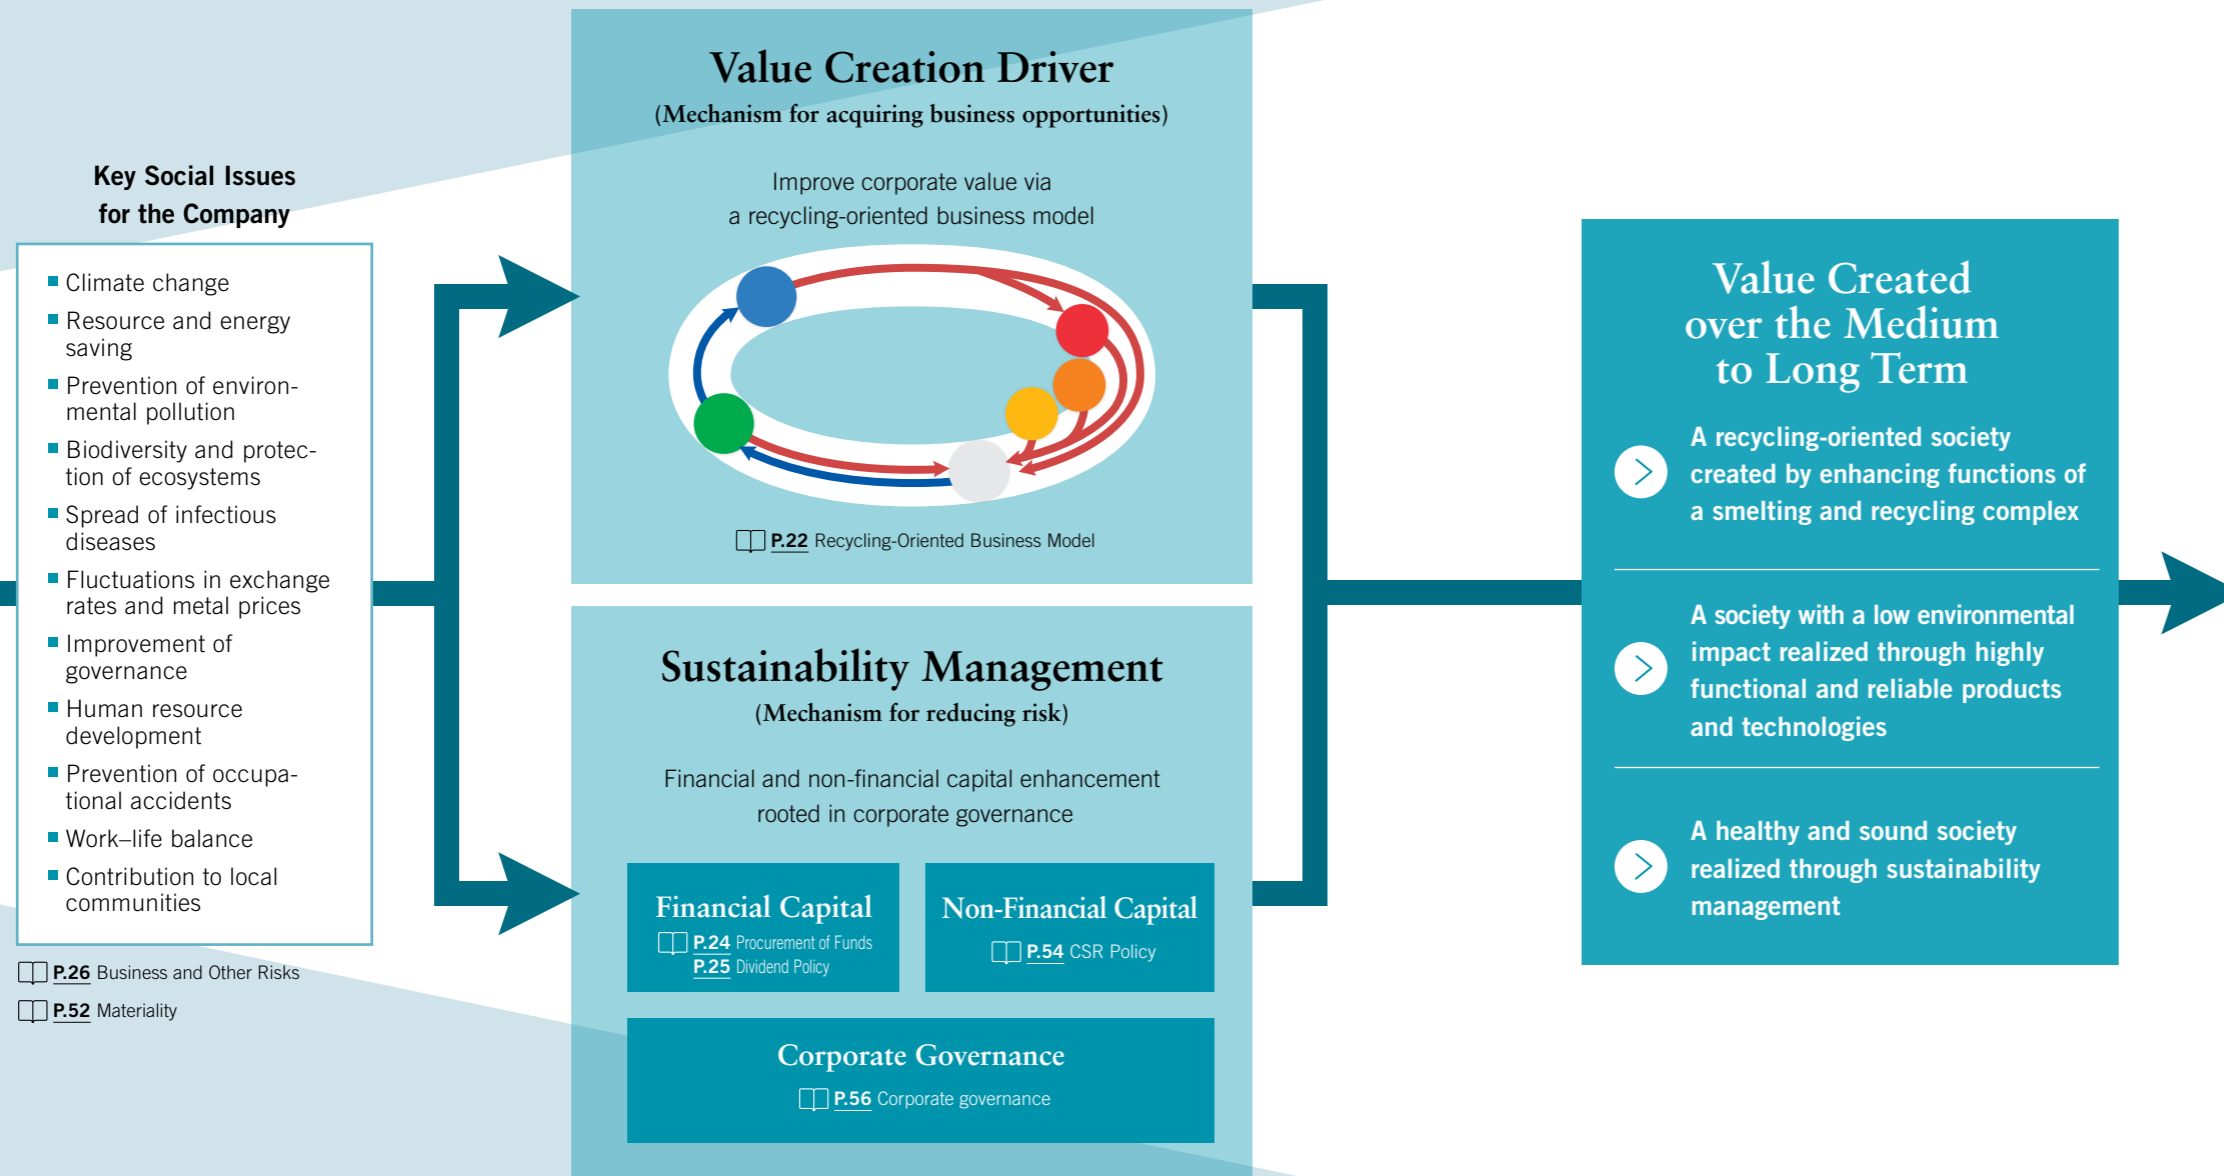 Key Social Issues
for the Company
Climate change
Resource and energy
saving
Prevention of environ-
mental pollution
Biodiversity and protec-
tion of ecosystems
Spread of infectious
diseases
Fluctuations in exchange
rates and metal prices
Improvement of
governance
Human resource
development
Prevention of occupa-
tional accidents
Work–life balance
Contribution to local
communities
P.26 Business and Other Risks
P.52 Materiality
Value Creation Driver
(Mechanism for acquiring business opportunities)
Improve corporate value via
a recycling-oriented business model
P.22 Recycling-Oriented Business Model
Sustainability Management
(Mechanism for reducing risk)
Financial and non-financial capital enhancement
rooted in corporate governance
Financial Capital
P.24 Procurement of Funds
P.25 Dividend Policy
Non-Financial Capital
P.54 CSR Policy
Corporate Governance
P.56 Corporate governance
Value Created
over the Medium
to Long Term
A recycling-oriented society
created by enhancing functions of
a smelting and recycling complex
A society with a low environmental
impact realized through highly
functional and reliable products
and technologies
A healthy and sound society
realized through sustainability
management